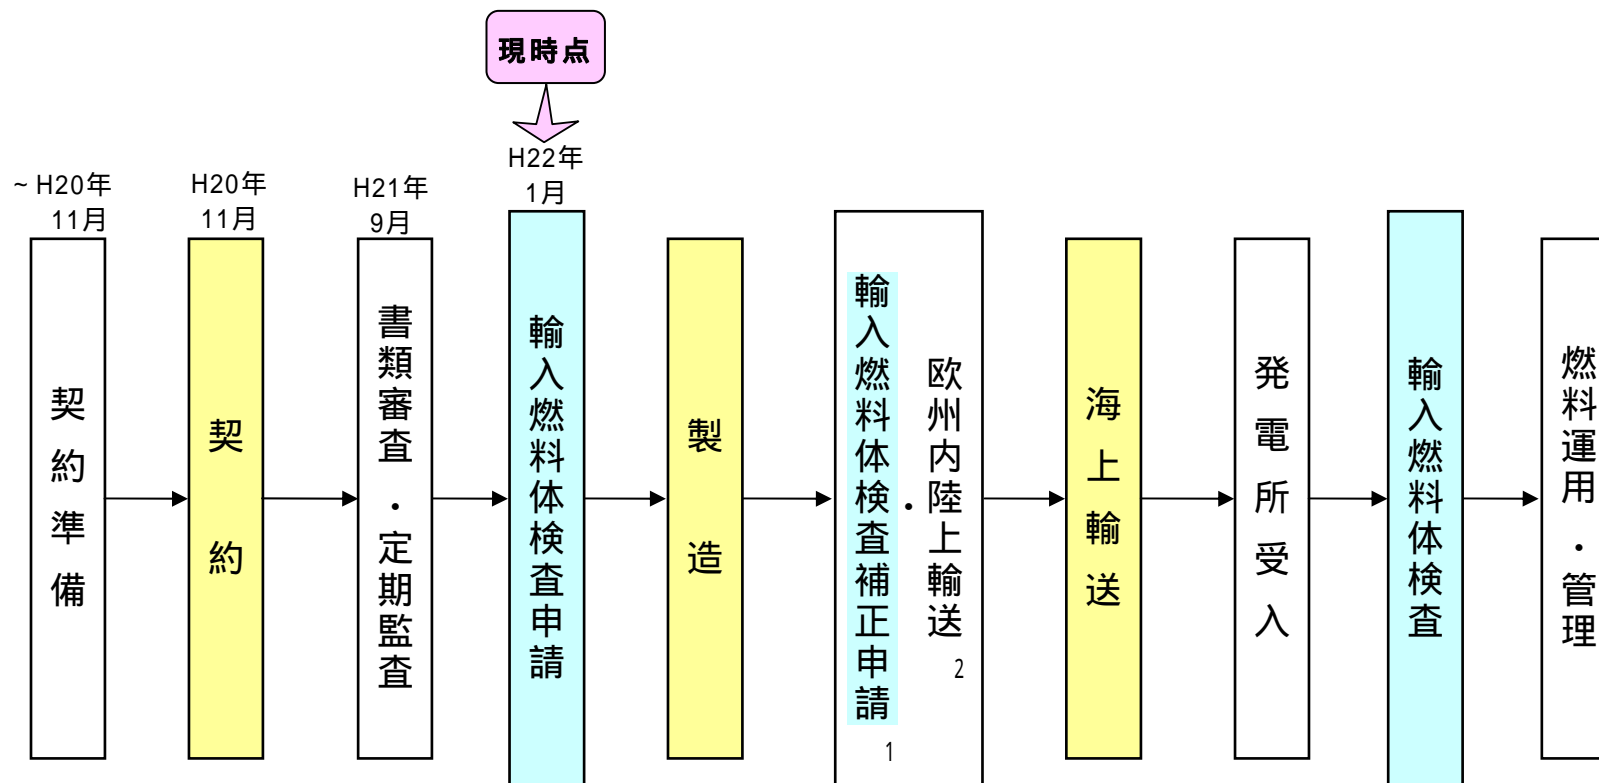 現時点
~ H20年
11月
H20年
11月
H21年
9月
H22年
1月
契約準備
契約
書類審査・定期監査
輸入燃料体検査申請
製造
輸入燃料体検査補正申請
1
・
欧州内陸上輸送
2
海上輸送
発電所受入
輸入燃料体検査
燃料運用・管理